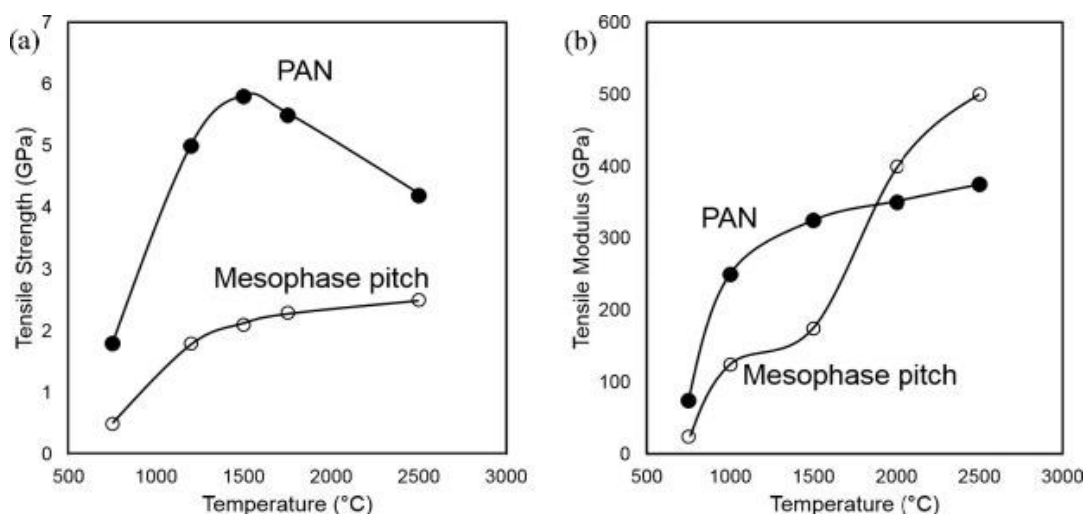 (a)
Tensile Strength (GPa)
7
6
5
4
3
2
1
0
PAN
Mesophase pitch
500 1000 1500 2000 2500 3000
Temperature (°C)
(b)
Tensile Modulus (GPa)
600
500
400
300
200
100
0
PAN
Mesophase pitch
500 1000 1500 2000 2500 3000
Temperature (°C)